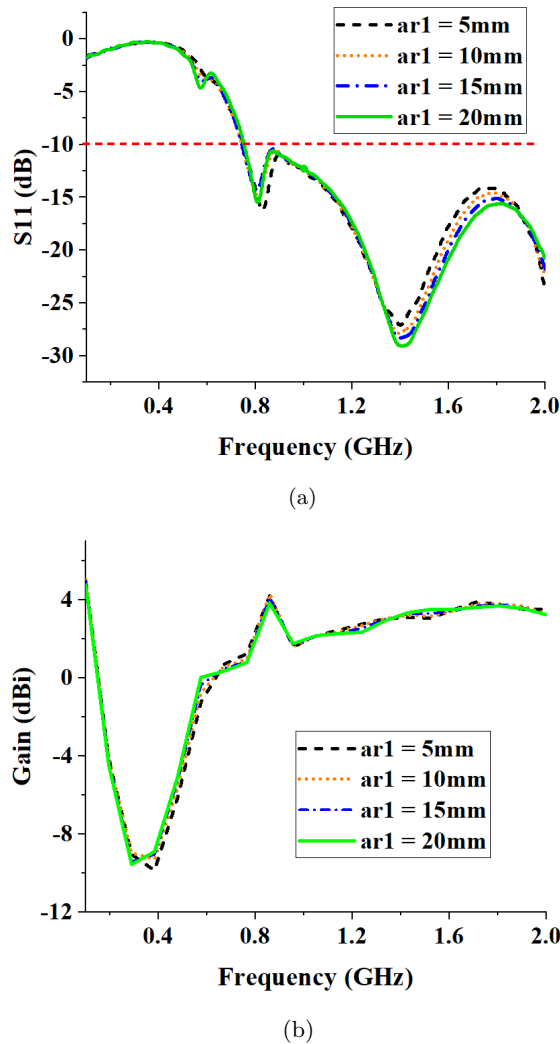 ar1 = 5mm
ar1 = 10mm
ar1 = 15mm
ar1 = 20mm
0
-5
-10
-15
-20
-25
-30
S11 (dB)
0.4 0.8 1.2 1.6 2.0
Frequency (GHz)
(a)
4
0
-4
-8
-12
Gain (dBi)
ar1 = 5mm
ar1 = 10mm
ar1 = 15mm
ar1 = 20mm
0.4 0.8 1.2 1.6 2.0
Frequency (GHz)
(b)